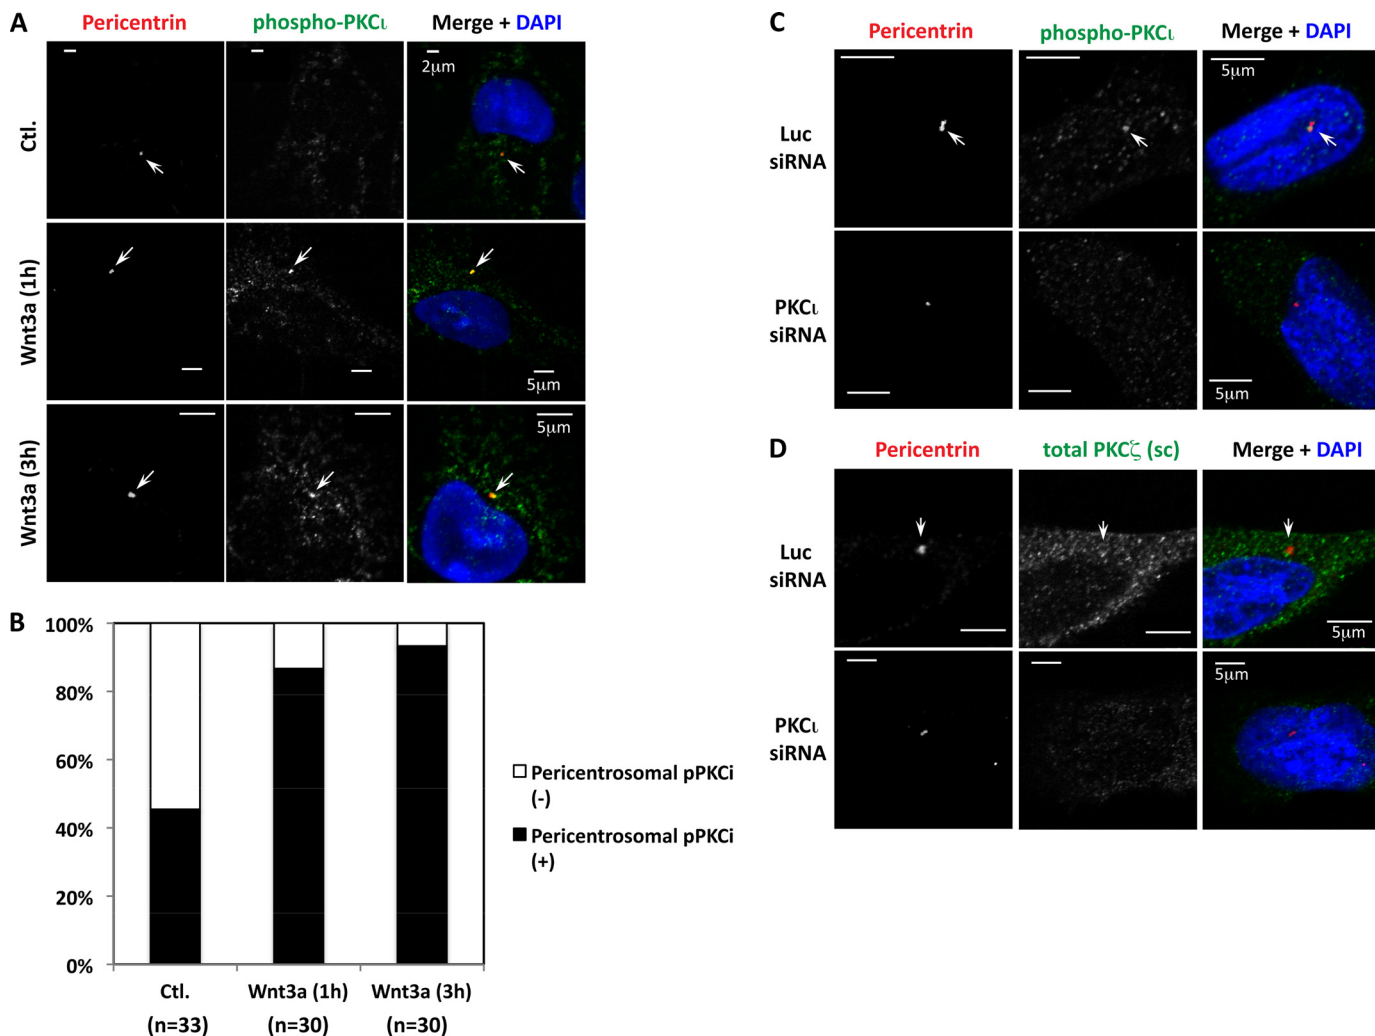 A
Pericentrin
phospho-PKCι
Merge + DAPI
Ctl.
2μm
Wnt3a (1h)
5μm
Wnt3a (3h)
5μm
B
100%
80%
60%
40%
20%
0%
Ctl.
(n=33)
Wnt3a (1h)
(n=30)
Wnt3a (3h)
(n=30)
Pericentrosomal pPKCi
(-)
Pericentrosomal pPKCi
(+)
C
Pericentrin
phospho-PKCι
Merge + DAPI
Luc
siRNA
5μm
PKCι
siRNA
5μm
D
Pericentrin
total PKCζ (sc)
Merge + DAPI
Luc
siRNA
5μm
PKCι
siRNA
5μm